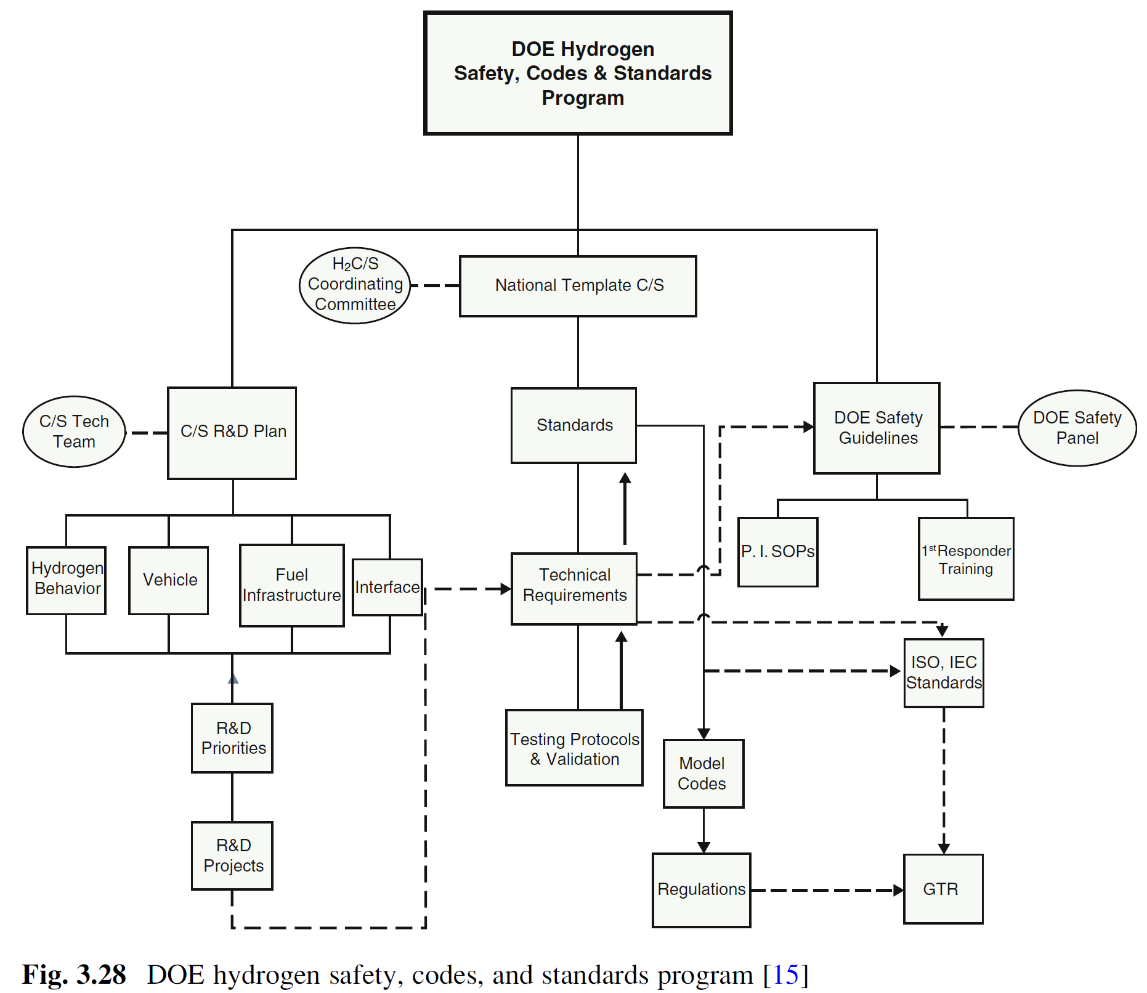 DOE Hydrogen
Safety, Codes & Standards
Program
H₂C/S
Coordinating
Committee
National Template C/S
C/S Tech
Team
C/S R&D Plan
Standards
DOE Safety
Guidelines
DOE Safety
Panel
Hydrogen
Behavior
Vehicle
Fuel
Infrastructure
Interface
Technical
Requirements
P. I. SOPs
1st Responder
Training
ISO, IEC
Standards
R&D
Priorities
Testing Protocols
& Validation
Model
Codes
R&D
Projects
Regulations
GTR
Fig. 3.28 DOE hydrogen safety, codes, and standards program [15]